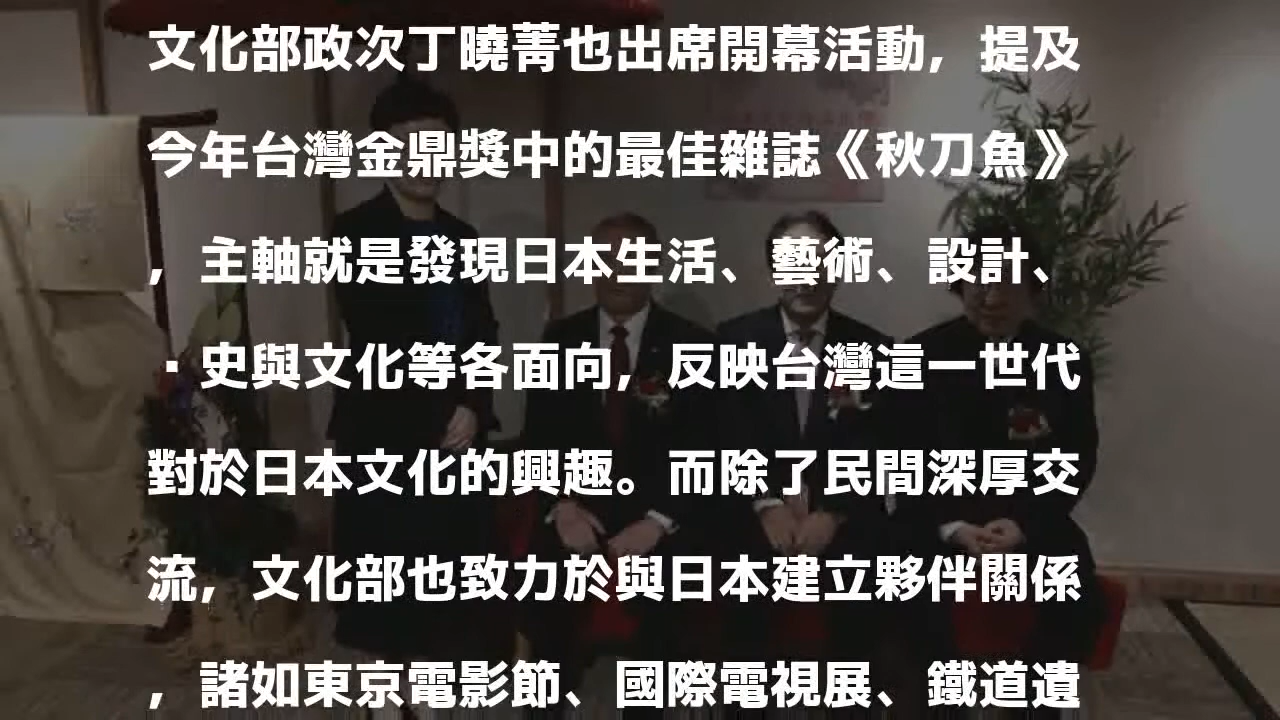 文化部政次丁曉菁也出席開幕活動，提及
今年台灣金鼎獎中的最佳雜誌《秋刀魚》
，主軸就是發現日本生活、藝術、設計、
・史與文化等各面向，反映台灣這一世代
對於日本文化的興趣。而除了民間深厚交
流，文化部也致力於與日本建立夥伴關係
，諸如東京電影節、國際電視展、鐵道遺